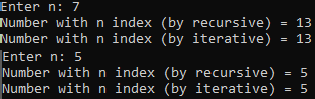 Enter n: 7
Number with n index (by recursive) = 13
Number with n index (by iterative) = 13
Enter n: 5
Number with n index (by recursive) = 5
Number with n index (by iterative) = 5